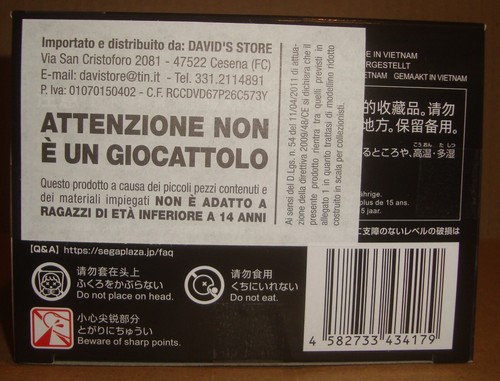 Importato e distribuito da: DAVID'S STORE
Via San Cristoforo 2081 - 47522 Cesena (FC)
E-mail: davistore@tin.it - Tel. 331.2114891
P. Iva: 01070150402 - C.F. RCCDVD67P26C573Y
ATTENZIONE NON
È UN GIOCATTOLO
Questo prodotto a causa dei piccoli pezzi contenuti e
dei materiali impiegati NON È ADATTO A
RAGAZZI DI ETÀ INFERIORE A 14 ANNI
Ai sensi del D.Lgs. n. 54 del 11/04/2011 di attua-
zione della direttiva 2009/48/CE si dichiara che il
presente prodotto rientra tra quelli previsti in
allegato 1 in quanto trattasi di modellino ridotto
costruito in scala per collezionisti.
E IN VIETNAM
RGESTELLT
ETNAM GEMAAKT IN VIETNAM
的收藏品。请勿
地方。保留备用。
るところや、高温・多湿
ährige.
plus de 15 ans.
15 jaar.
に支障のないレベルの破損は
[Q&A] https://segaplaza.jp/faq
请勿套在头上
ふくろをかぶらない
Do not place on head.
请勿食用
くちにいれない
Do not eat.
小心尖锐部分
とがりにちゅうい
Beware of sharp points.
4 582733 434179